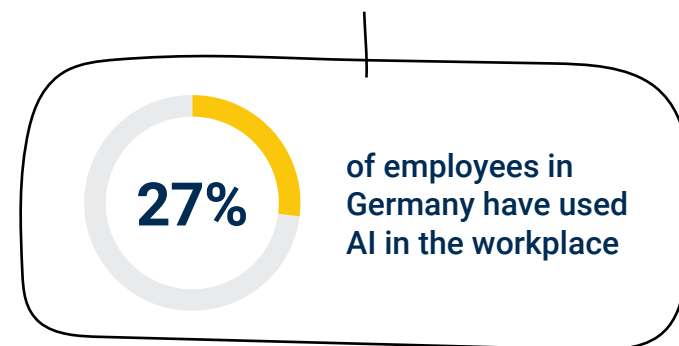 27%
of employees in
Germany have used
AI in the workplace